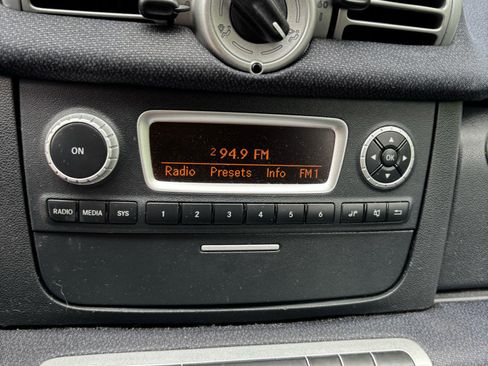 60
ON
2 94.9 FM
Radio Presets Info FM1
OK
RADIO MEDIA SYS 1 2 3 4 5 6